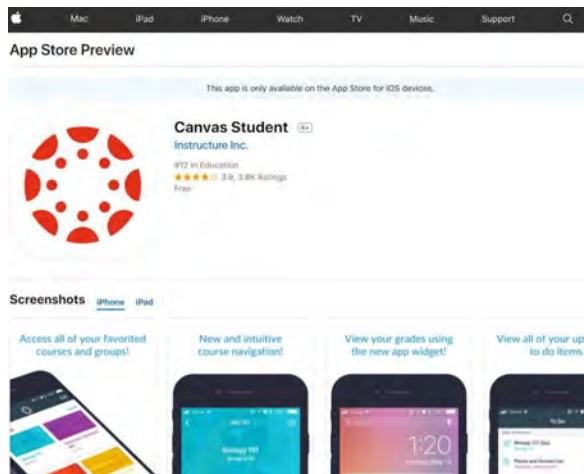 Mac iPad iPhone Watch TV Music Support
App Store Preview
This app is only available on the App Store for iOS devices.
Canvas Student 4+
Instructure Inc.
#12 in Education
3.9, 3.8K Ratings
Free
Screenshots iPhone iPad
Access all of your favorited
courses and groups!
New and intuitive
course navigation!
View your grades using
the new app widget!
View all of your up
to do items.
Biology 101
1:20
To Do